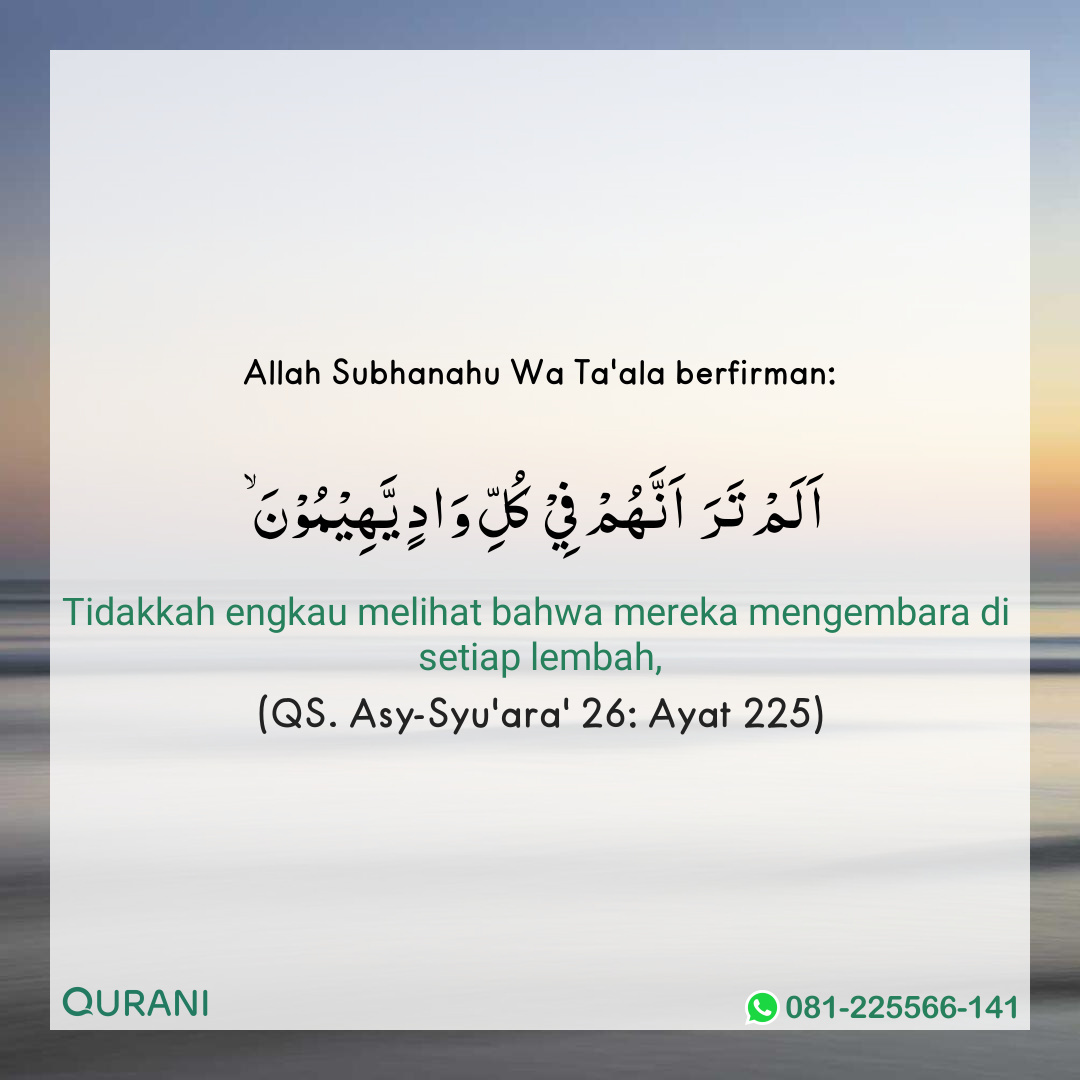 Allah Subhanahu Wa Ta'ala berfirman:
اَلَمْ تَرَ اَنَّهُمْ فِيْ كُلِّ وَادٍ يَّهِيْمُوْنَ ۙ
Tidakkah engkau melihat bahwa mereka mengembara di
setiap lembah,
(QS. Asy-Syu'ara' 26: Ayat 225)
QURANI
081-225566-141